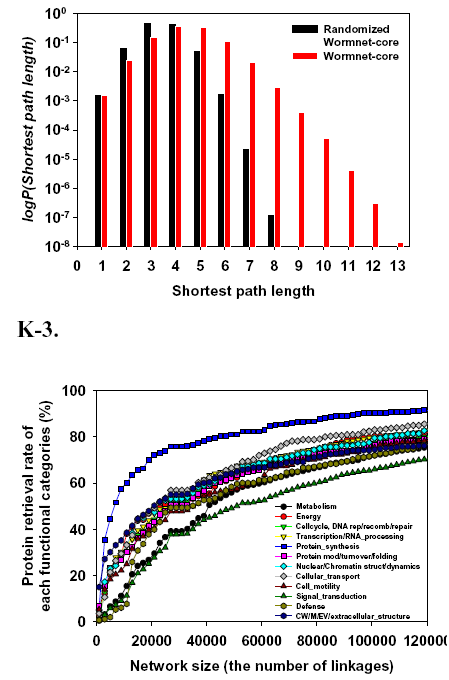 10^0
10^-1
10^-2
10^-3
10^-4
10^-5
10^-6
10^-7
10^-8
logP(Shortest path length)
Randomized
Wormnet-core
Wormnet-core
0 1 2 3 4 5 6 7 8 9 10 11 12 13
Shortest path length
K-3.
Protein retrieval rate of
each functional categories (%)
100
80
60
40
20
0
Metabolism
Energy
Cellcycle, DNA rep/recomb/repair
Transcription/RNA_processing
Protein_synthesis
Protein mod/turnover/folding
Nuclear/Chromatin struct/dynamics
Cellular_transport
Cell_motility
Signal_transduction
Defense
CW/M/EV/extracellular_structure
0 20000 40000 60000 80000 100000 120000
Network size (the number of linkages)